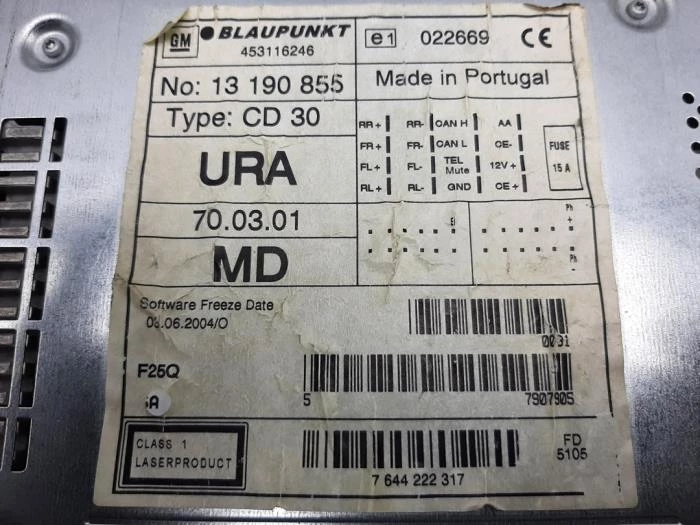 GM BLAUPUNKT
453116246
e1 022669 CE
No: 13 190 855
Made in Portugal
Type: CD 30
RR+ RR- CAN H AA
FR+ FR- CAN L CE-
FL+ FL- TEL Mute 12V+
RL+ RL- GND CE+
FUSE
15 A
URA
70.03.01
Ph
+
MD
Ph
-
Software Freeze Date
03.06.2004/O
0031
F25Q
5 7907905
CLASS 1
LASERPRODUCT
7 644 222 317
FD
5105